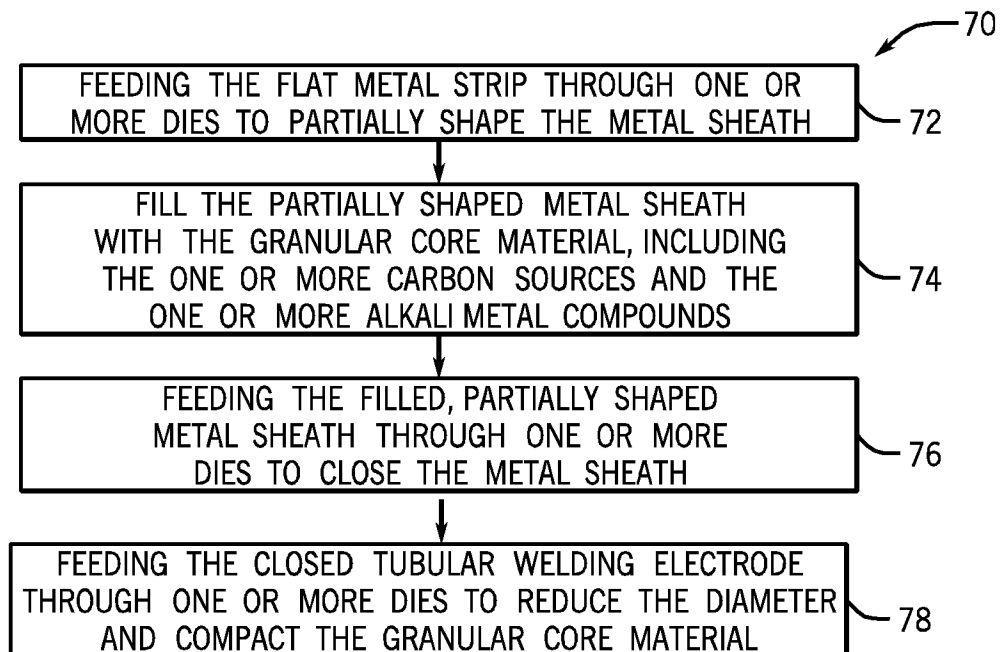 70
FEEDING THE FLAT METAL STRIP THROUGH ONE OR
MORE DIES TO PARTIALLY SHAPE THE METAL SHEATH
72
FILL THE PARTIALLY SHAPED METAL SHEATH
WITH THE GRANULAR CORE MATERIAL, INCLUDING
THE ONE OR MORE CARBON SOURCES AND THE
ONE OR MORE ALKALI METAL COMPOUNDS
74
FEEDING THE FILLED, PARTIALLY SHAPED
METAL SHEATH THROUGH ONE OR MORE
DIES TO CLOSE THE METAL SHEATH
76
FEEDING THE CLOSED TUBULAR WELDING ELECTRODE
THROUGH ONE OR MORE DIES TO REDUCE THE DIAMETER
AND COMPACT THE GRANULAR CORE MATERIAL
78